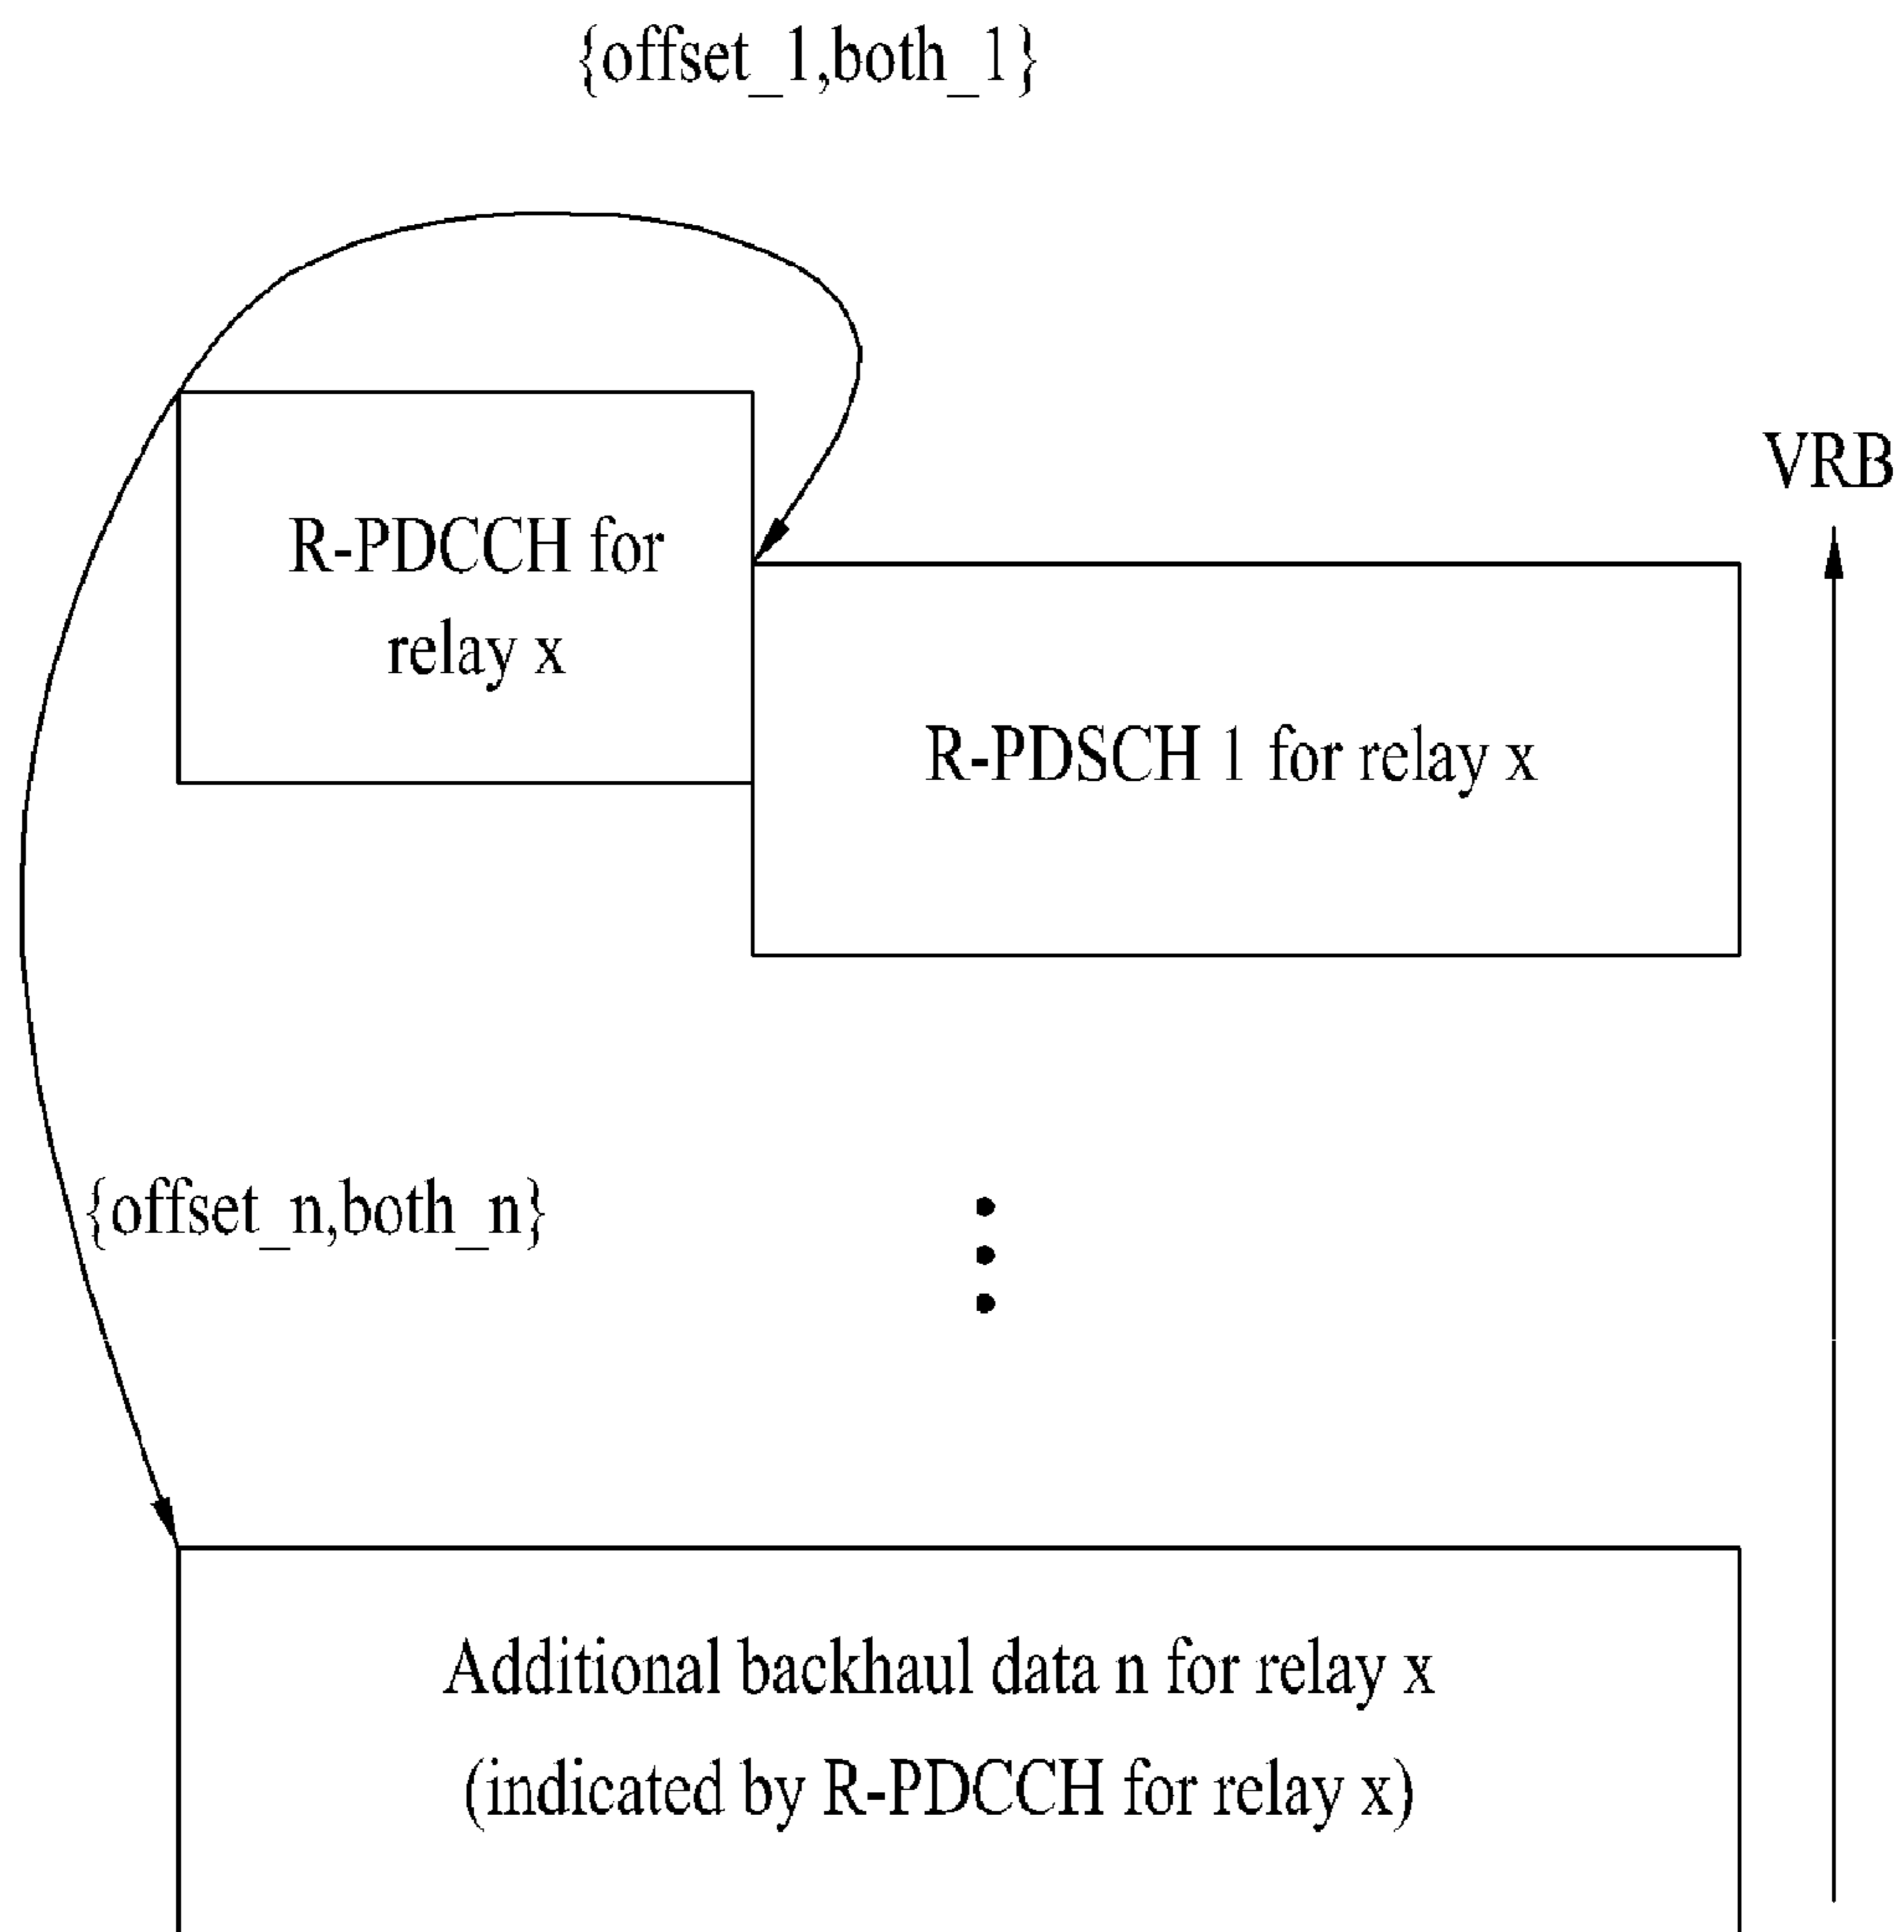 {offset_1,both_1}
VRB
R-PDCCH for
relay x
R-PDSCH 1 for relay x
{offset_n,both_n}
Additional backhaul data n for relay x
(indicated by R-PDCCH for relay x)